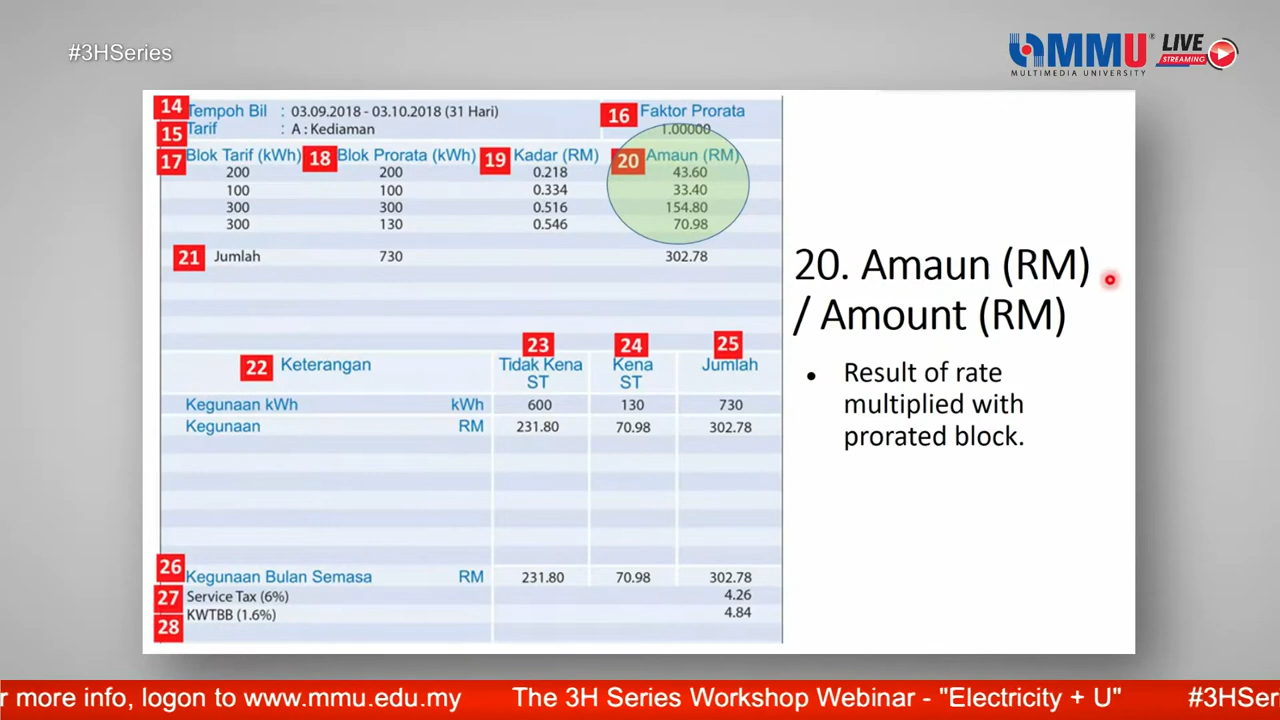 #3HSeries
MMU LIVE
STREAMING
MULTIMEDIA UNIVERSITY
14 Tempoh Bil : 03.09.2018 - 03.10.2018 (31 Hari) 16 Faktor Prorata
15 Tarif : A : Kediaman 1.00000
17 Blok Tarif (kWh) 18 Blok Prorata (kWh) 19 Kadar (RM) 20 Amaun (RM)
200 200 0.218 43.60
100 100 0.334 33.40
300 300 0.516 154.80
300 130 0.546 70.98
21 Jumlah 730 302.78
22 Keterangan 23 Tidak Kena ST 24 Kena ST 25 Jumlah
Kegunaan kWh kWh 600 130 730
Kegunaan RM 231.80 70.98 302.78
26 Kegunaan Bulan Semasa RM 231.80 70.98 302.78
27 Service Tax (6%) 4.26
28 KWTBB (1.6%) 4.84
20. Amaun (RM)
/ Amount (RM)
• Result of rate
multiplied with
prorated block.
r more info, logon to www.mmu.edu.my The 3H Series Workshop Webinar - "Electricity + U" #3HSer